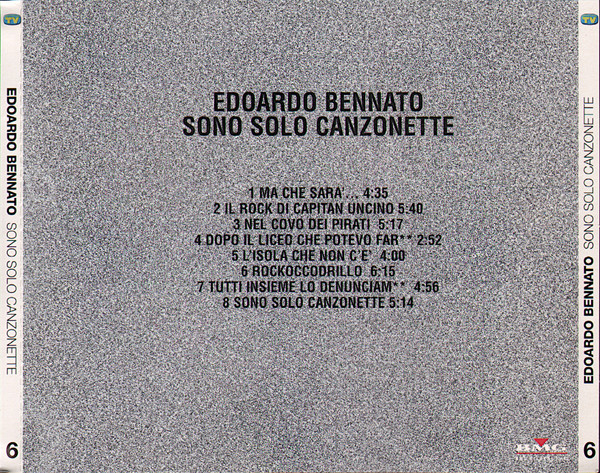 TV
EDOARDO BENNATO SONO SOLO CANZONETTE
6
EDOARDO BENNATO
SONO SOLO CANZONETTE
1 MA CHE SARA'... 4:35
2 IL ROCK DI CAPITAN UNCINO 5:40
3 NEL COVO DEI PIRATI 5:17
4 DOPO IL LICEO CHE POTEVO FAR** 2:52
5 L'ISOLA CHE NON C'E' 4:00
6 ROCKOCCODRILLO 6:15
7 TUTTI INSIEME LO DENUNCIAM** 4:56
8 SONO SOLO CANZONETTE 5:14
BMG
TV
EDOARDO BENNATO SONO SOLO CANZONETTE
6